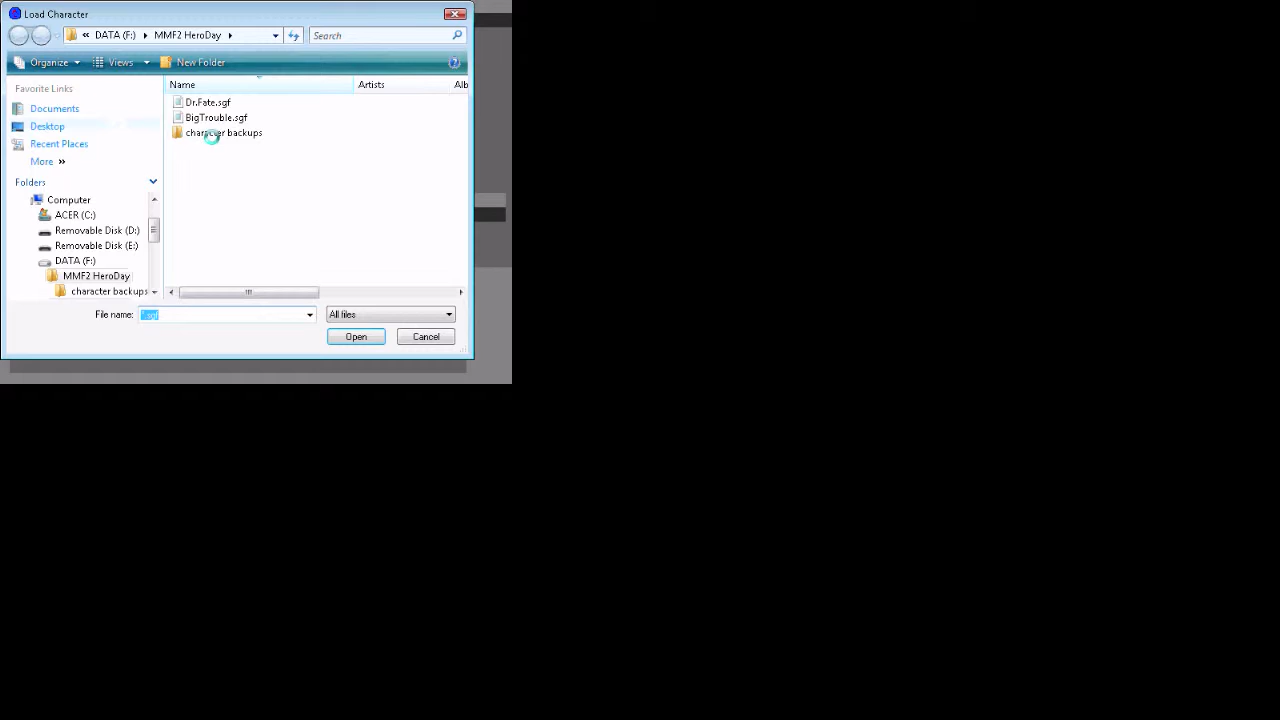 Load Character
« DATA (F:) MMF2 HeroDay Search
Organize Views New Folder
Favorite Links
Documents
Desktop
Recent Places
More »
Folders
Computer
ACER (C:)
Removable Disk (D:)
Removable Disk (E:)
DATA (F:)
MMF2 HeroDay
character backups
Name Artists Alb
Dr.Fate.sgf
BigTrouble.sgf
character backups
File name: *.sgf All files
Open Cancel